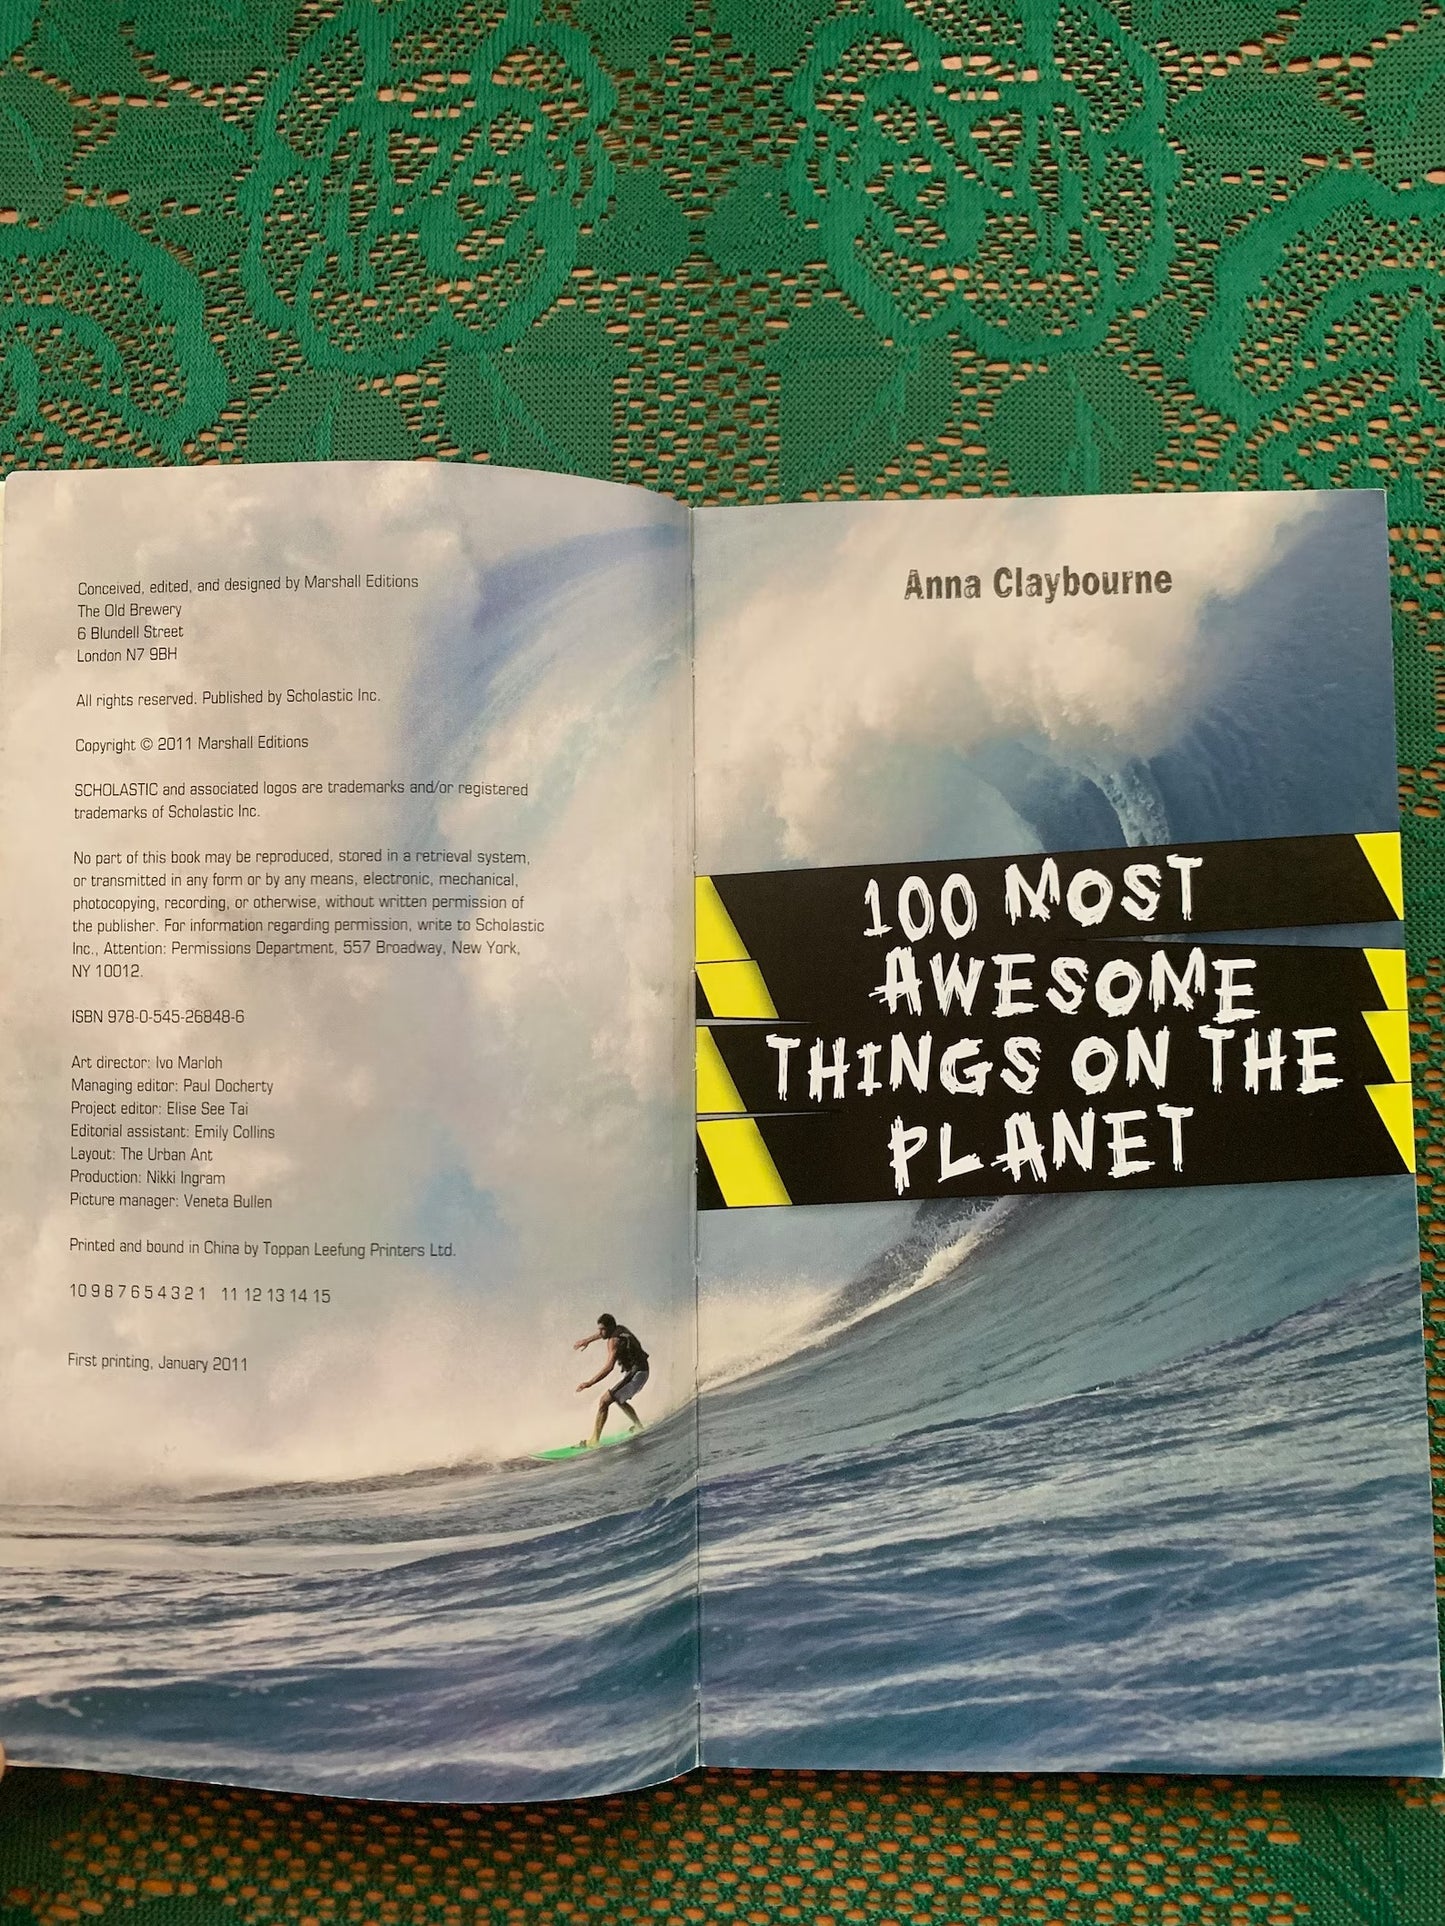 Conceived, edited, and designed by Marshall Editions
The Old Brewery
6 Blundell Street
London N7 9BH
All rights reserved. Published by Scholastic Inc.
Copyright © 2011 Marshall Editions
SCHOLASTIC and associated logos are trademarks and/or registered
trademarks of Scholastic Inc.
No part of this book may be reproduced, stored in a retrieval system,
or transmitted in any form or by any means, electronic, mechanical,
photocopying, recording, or otherwise, without written permission of
the publisher. For information regarding permission, write to Scholastic
Inc., Attention: Permissions Department, 557 Broadway, New York,
NY 10012.
ISBN 978-0-545-26848-6
Art director: Ivo Marloh
Managing editor: Paul Docherty
Project editor: Elise See Tai
Editorial assistant: Emily Collins
Layout: The Urban Ant
Production: Nikki Ingram
Picture manager: Veneta Bullen
Printed and bound in China by Toppan Leefung Printers Ltd.
10 9 8 7 6 5 4 3 2 1 11 12 13 14 15
First printing, January 2011
Anna Claybourne
100 MOST
AWESOME
THINGS ON THE
PLANET